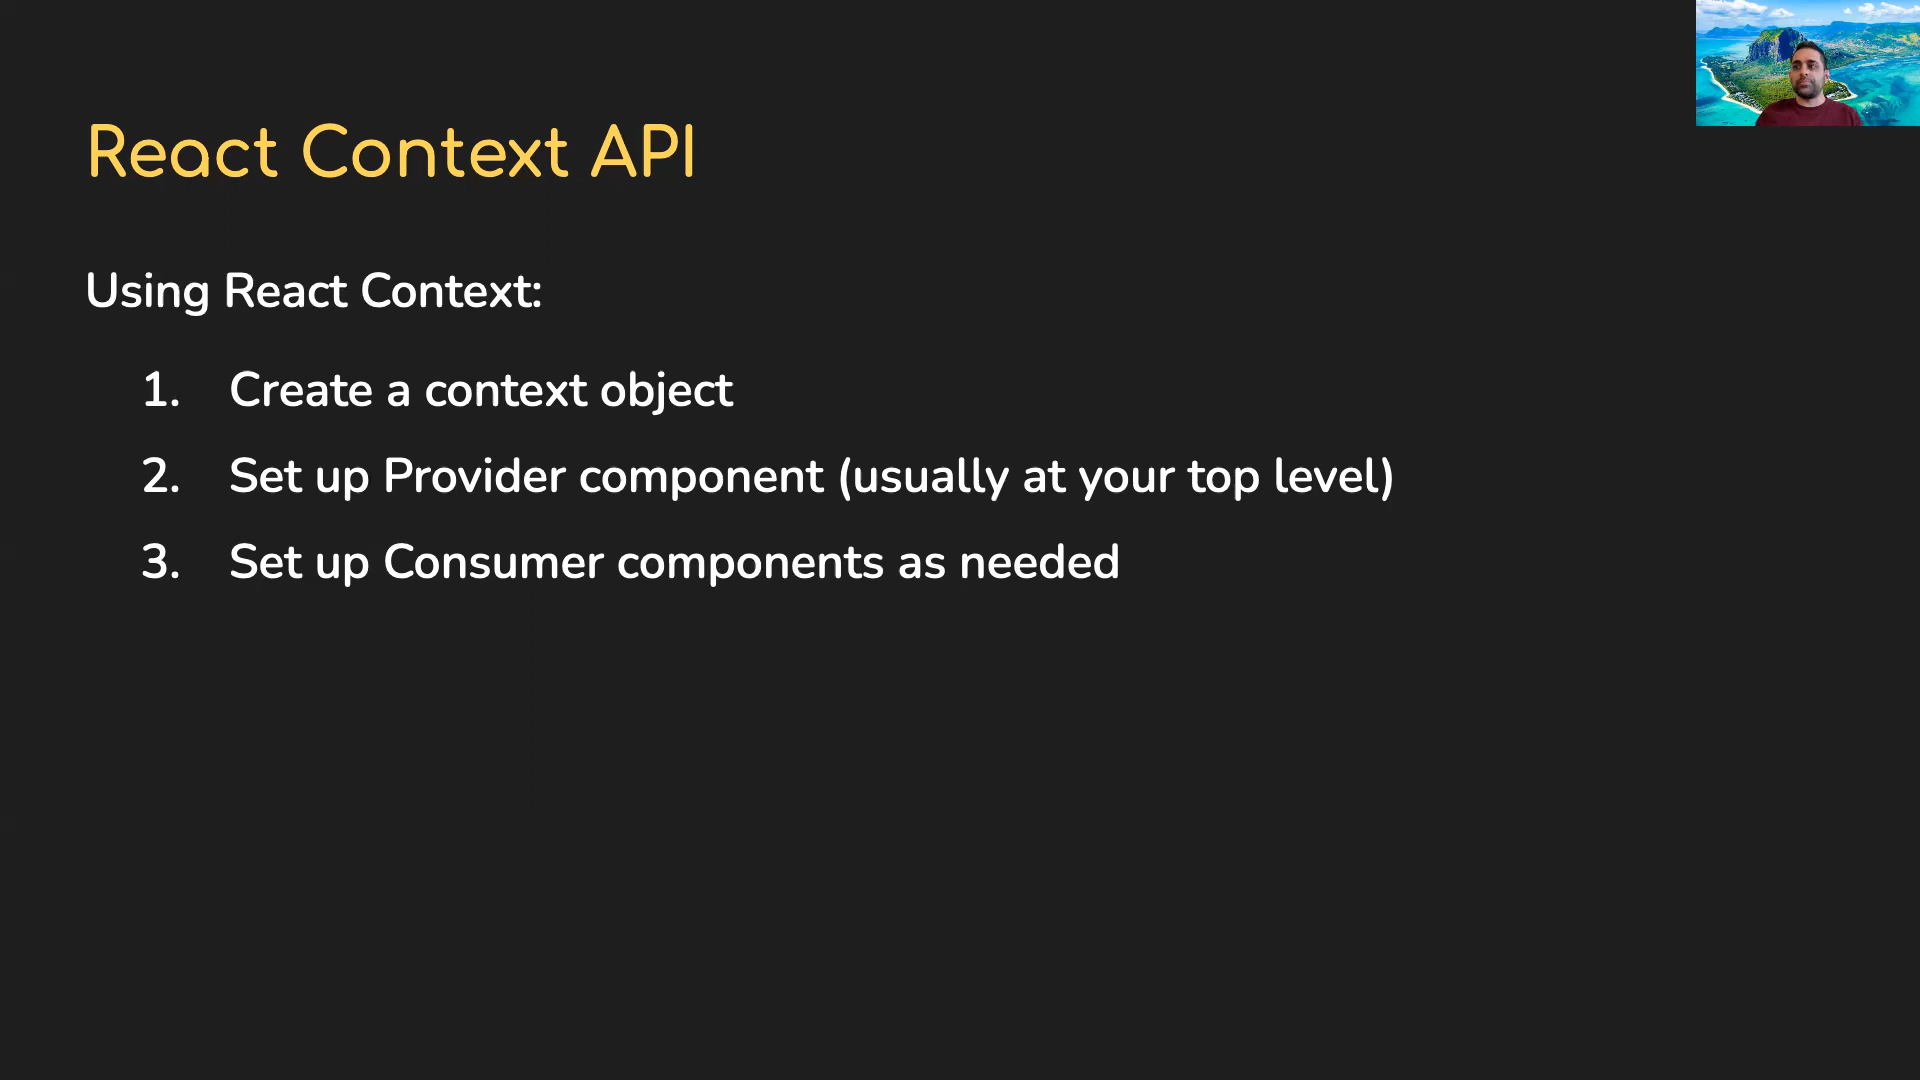 React Context API
Using React Context:
1. Create a context object
2. Set up Provider component (usually at your top level)
3. Set up Consumer components as needed